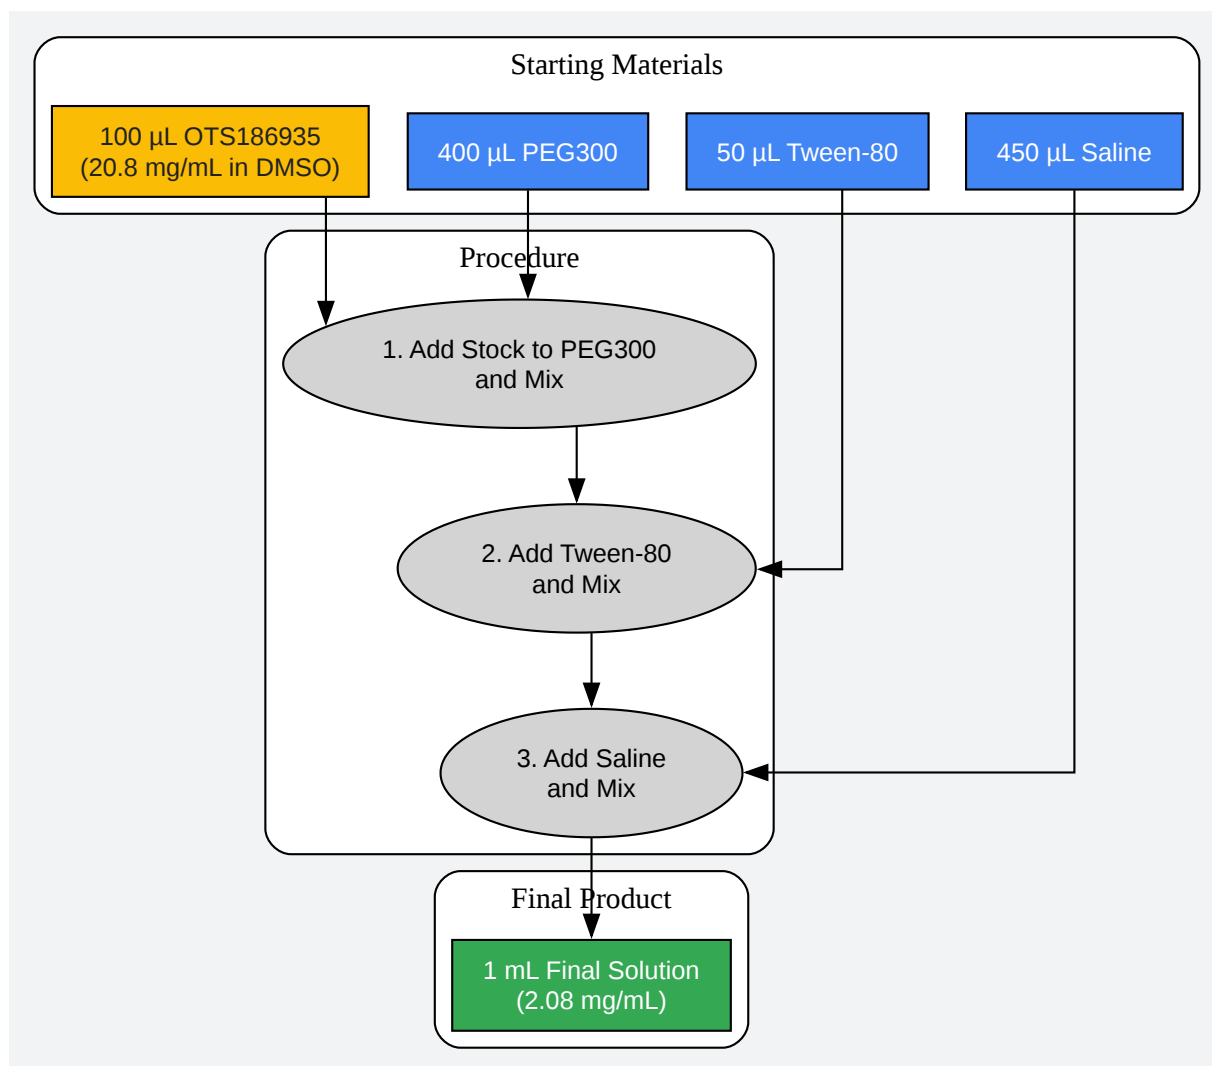 Starting Materials
100 µL OTS186935
(20.8 mg/mL in DMSO)
400 µL PEG300
50 µL Tween-80
450 µL Saline
Procedure
1. Add Stock to PEG300
and Mix
2. Add Tween-80
and Mix
3. Add Saline
and Mix
Final Product
1 mL Final Solution
(2.08 mg/mL)